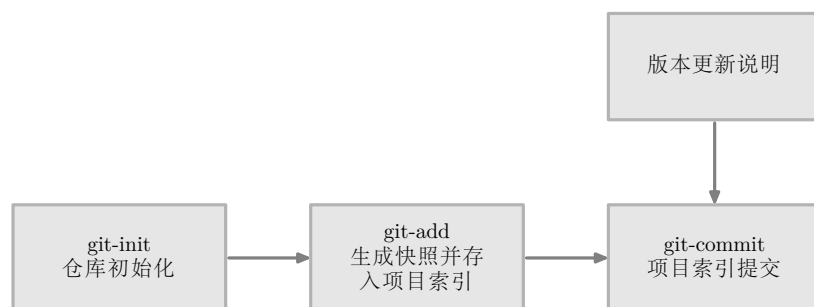 版本更新说明
git-init
仓库初始化
git-add
生成快照并存
入项目索引
git-commit
项目索引提交